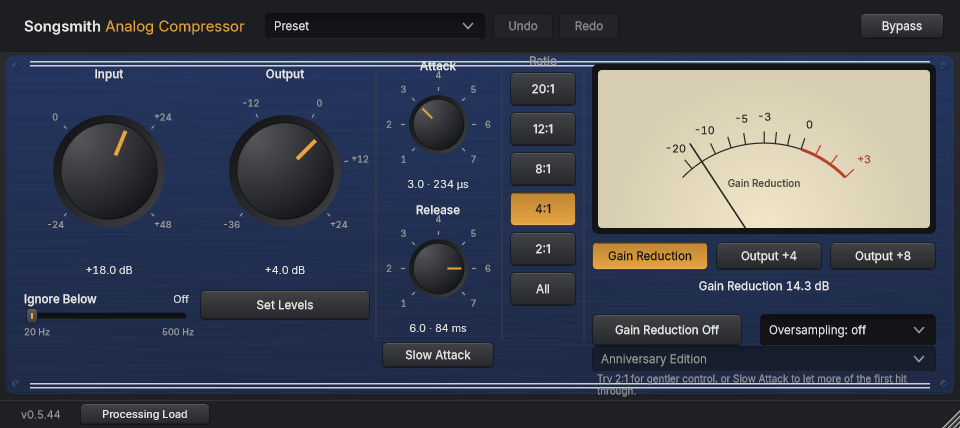 Songsmith Analog Compressor
Preset
Undo
Redo
Bypass
Input
0
+24
-24
+48
+18.0 dB
Output
-12
0
+12
-36
+24
+4.0 dB
Ignore Below
Off
20 Hz
500 Hz
Set Levels
Attack
4
3
5
2
6
1
7
3.0 · 234 µs
Release
4
3
5
2
6
1
7
6.0 · 84 ms
Slow Attack
Ratio
20:1
12:1
8:1
4:1
2:1
All
-20
-10
-5
-3
0
+3
Gain Reduction
Gain Reduction
Output +4
Output +8
Gain Reduction 14.3 dB
Gain Reduction Off
Oversampling: off
Anniversary Edition
Try 2:1 for gentler control, or Slow Attack to let more of the first hit
through.
v0.5.44
Processing Load